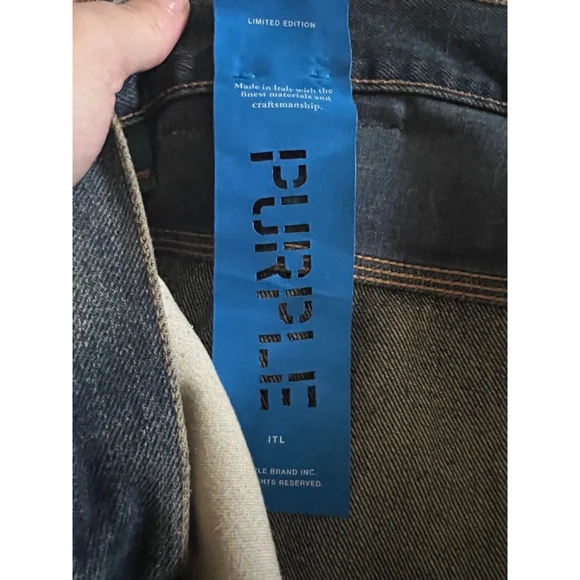 LIMITED EDITION
Made in Italy with the
finest materials and
craftsmanship.
PURPLE
ITL
BRAND INC.
RESERVED.